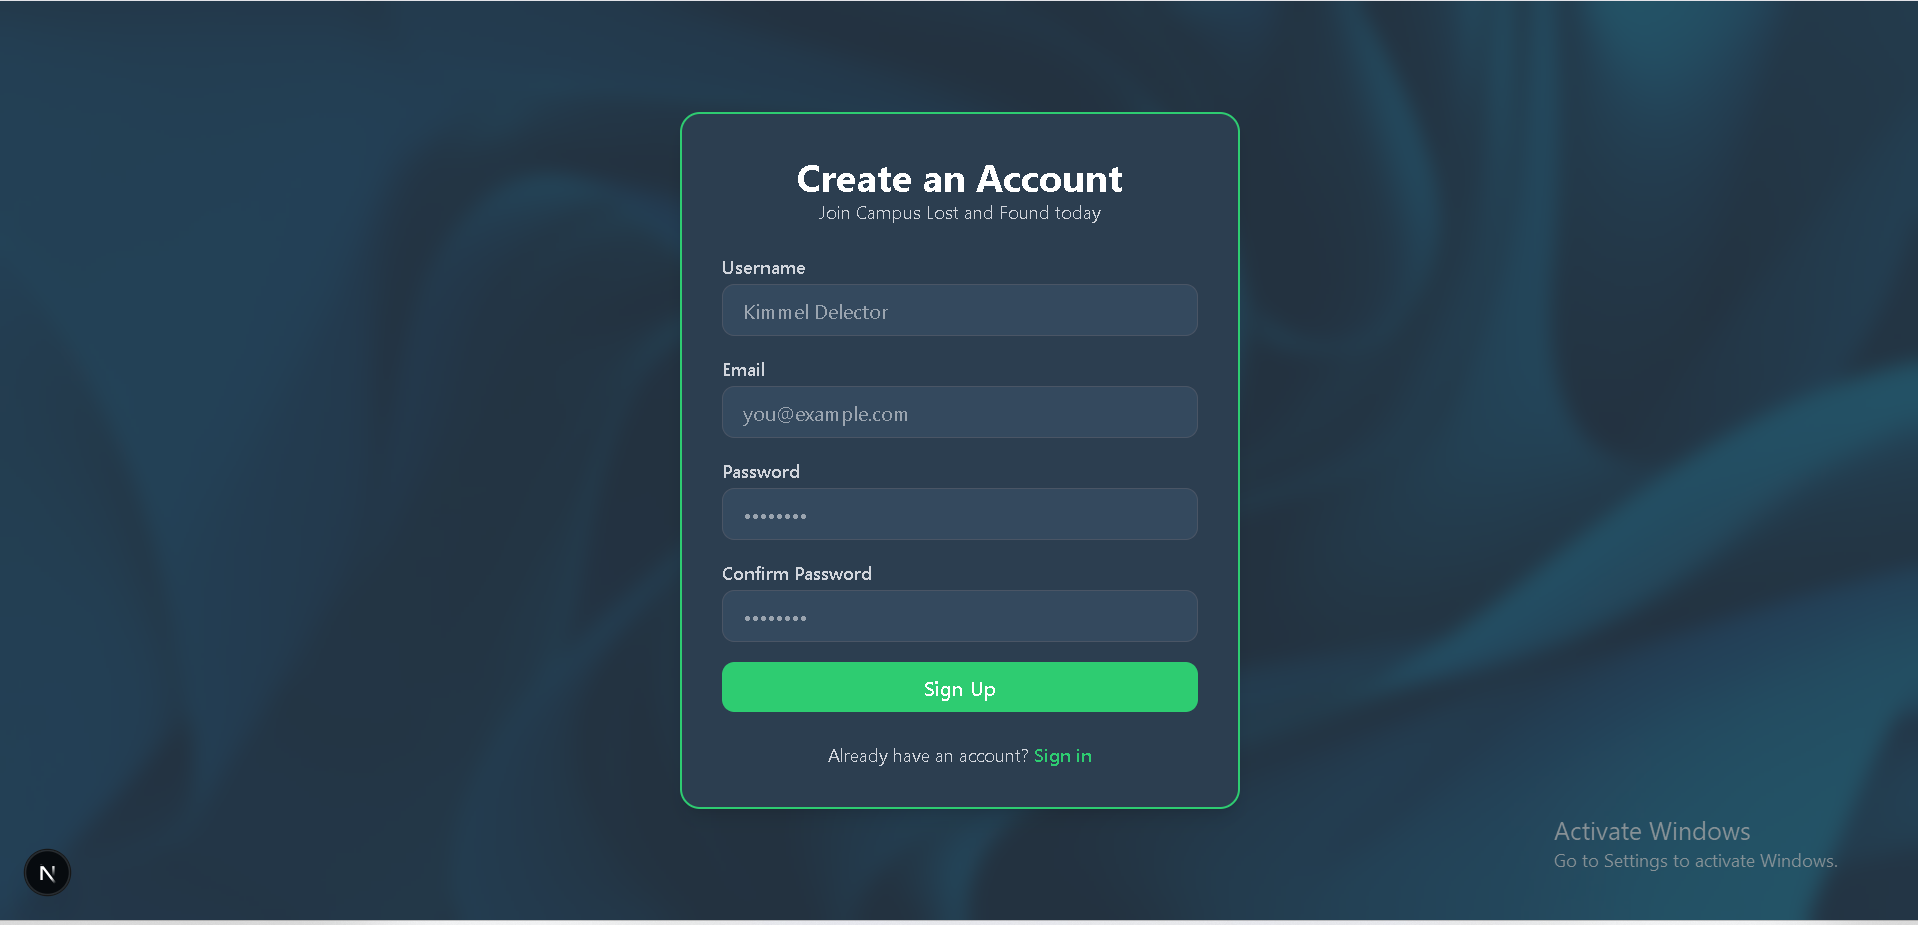 Create an Account
Join Campus Lost and Found today
Username
Kimmel Delector
Email
you@example.com
Password
••••••••
Confirm Password
••••••••
Sign Up
Already have an account? Sign in
Activate Windows
Go to Settings to activate Windows.
N